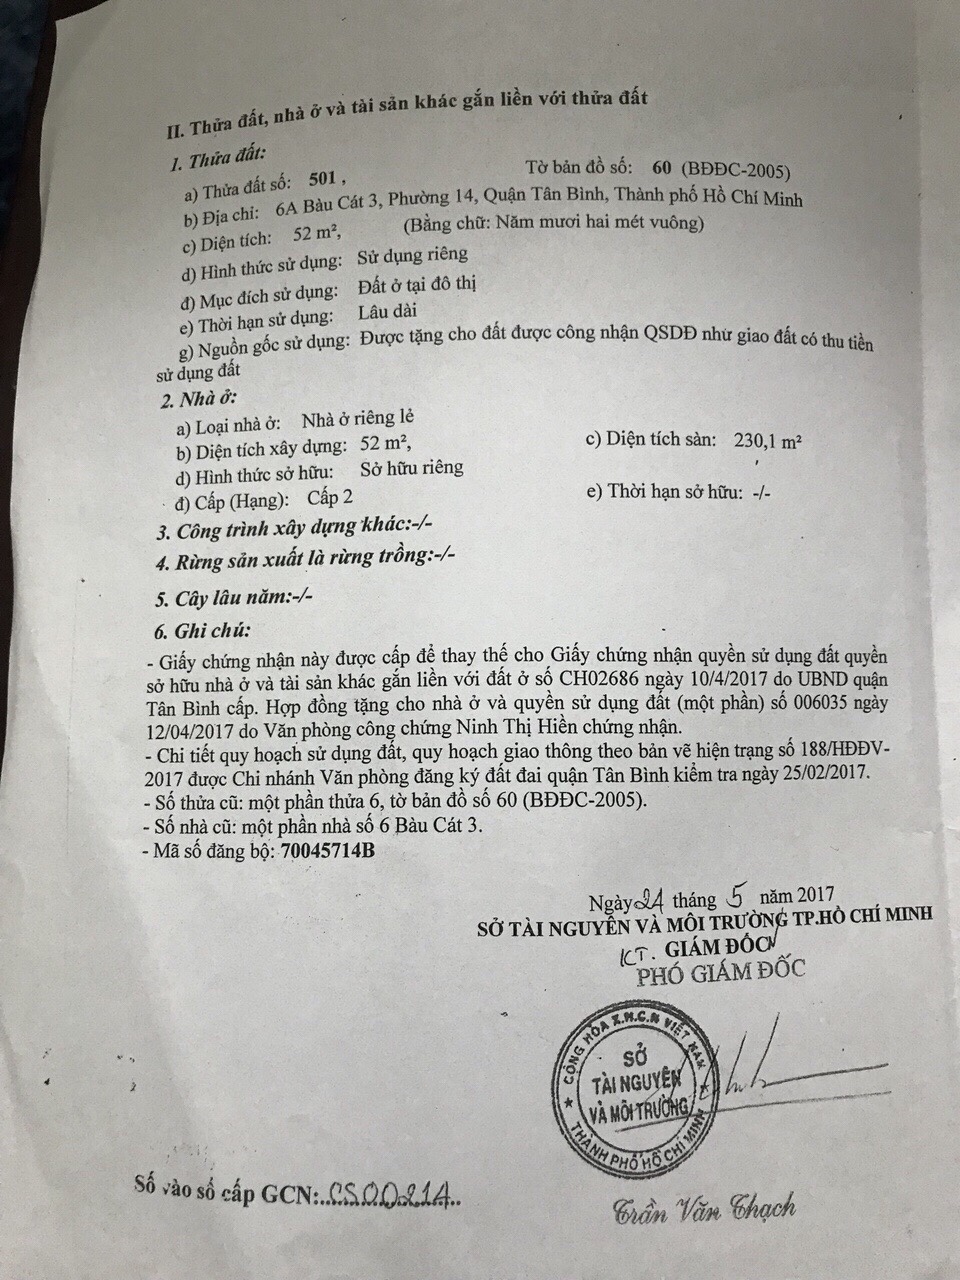 II. Thửa đất, nhà ở và tài sản khác gắn liền với thửa đất
1. Thửa đất:
a) Thửa đất số: 501, Tờ bản đồ số: 60 (BĐĐC-2005)
b) Địa chỉ: 6A Bàu Cát 3, Phường 14, Quận Tân Bình, Thành phố Hồ Chí Minh
c) Diện tích: 52 m², (Bằng chữ: Năm mươi hai mét vuông)
d) Hình thức sử dụng: Sử dụng riêng
đ) Mục đích sử dụng: Đất ở tại đô thị
e) Thời hạn sử dụng: Lâu dài
g) Nguồn gốc sử dụng: Được tặng cho đất được công nhận QSDĐ như giao đất có thu tiền
sử dụng đất
2. Nhà ở:
a) Loại nhà ở: Nhà ở riêng lẻ
b) Diện tích xây dựng: 52 m², c) Diện tích sàn: 230,1 m²
d) Hình thức sở hữu: Sở hữu riêng
đ) Cấp (Hạng): Cấp 2 e) Thời hạn sở hữu: -/-
3. Công trình xây dựng khác:-/-
4. Rừng sản xuất là rừng trồng:-/-
5. Cây lâu năm:-/-
6. Ghi chú:
- Giấy chứng nhận này được cấp để thay thế cho Giấy chứng nhận quyền sử dụng đất quyền
sở hữu nhà ở và tài sản khác gắn liền với đất ở số CH02686 ngày 10/4/2017 do UBND quận
Tân Bình cấp. Hợp đồng tặng cho nhà ở và quyền sử dụng đất (một phần) số 006035 ngày
12/04/2017 do Văn phòng công chứng Ninh Thị Hiền chứng nhận.
- Chi tiết quy hoạch sử dụng đất, quy hoạch giao thông theo bản vẽ hiện trạng số 188/HĐĐV-
2017 được Chi nhánh Văn phòng đăng ký đất đai quận Tân Bình kiểm tra ngày 25/02/2017.
- Số thửa cũ: một phần thửa 6, tờ bản đồ số 60 (BĐĐC-2005).
- Số nhà cũ: một phần nhà số 6 Bàu Cát 3.
- Mã số đăng bộ: 70045714B
Ngày 24 tháng 5 năm 2017
SỞ TÀI NGUYÊN VÀ MÔI TRƯỜNG TP.HỒ CHÍ MINH
KT. GIÁM ĐỐC
PHÓ GIÁM ĐỐC
CỘNG HÒA X.H.C.N VIỆT NAM
SỞ
TÀI NGUYÊN
VÀ MÔI TRƯỜNG
THÀNH PHỐ HỒ CHÍ MINH
Số vào sổ cấp GCN:..CS00214..
Trần Văn Thạch